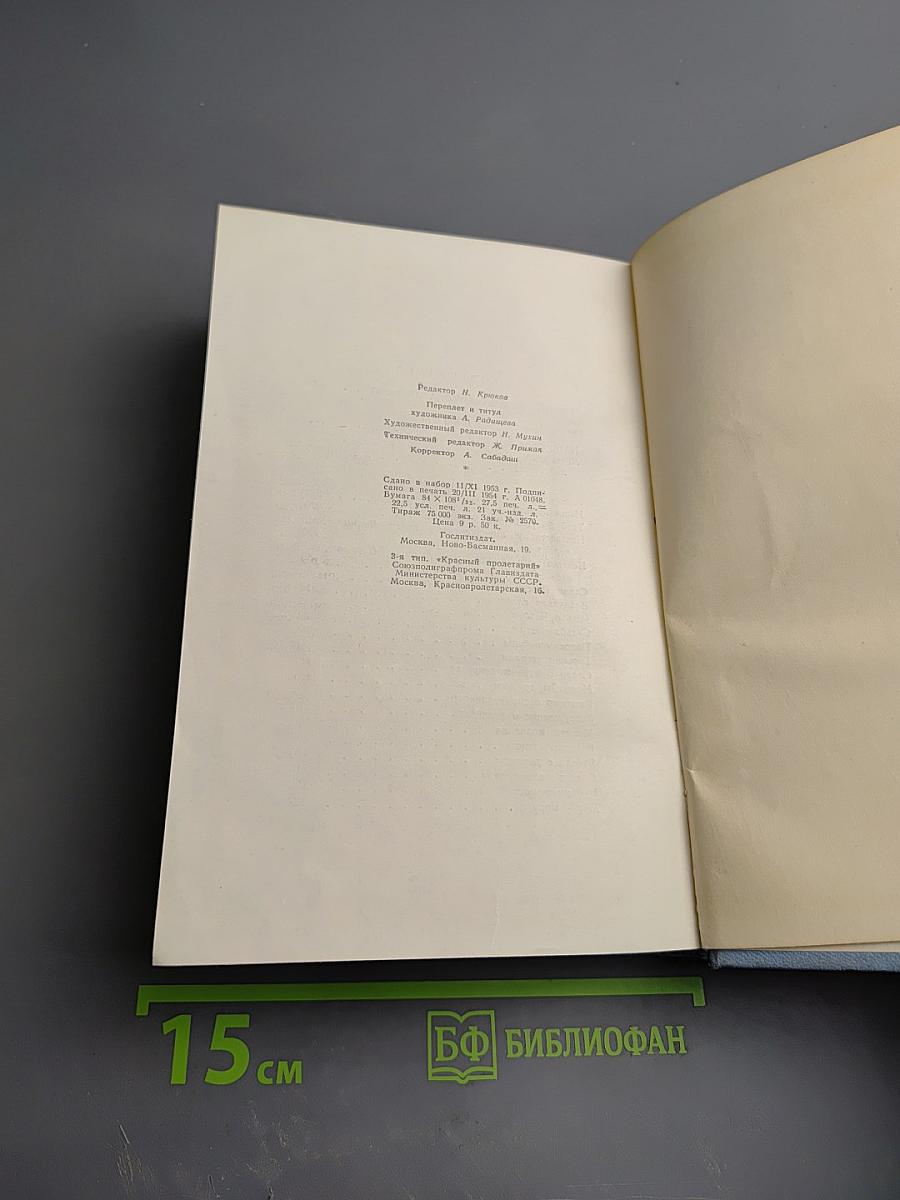 Редактор Н. Крюков
Переплет и титул
художника А. Радищева
Художественный редактор Н. Мухин
Технический редактор Ж. Примак
Корректор А. Сабадаш
*
Сдано в набор 11/XI 1953 г. Подпи-
сано в печать 20/III 1954 г. А 01048.
Бумага 84 × 108¹/₃₂. 27,5 печ. л.=
22,5 усл. печ. л. 21 уч.-изд. л.
Тираж 75 000 экз. Зак. № 2570.
Цена 9 р. 50 к.
Гослитиздат.
Москва, Ново-Басманная, 19.
3-я тип. «Красный пролетарий»
Союзполиграфпрома Главиздата
Министерства культуры СССР.
Москва, Краснопролетарская, 16.
15 см
БФ БИБЛИОФАН